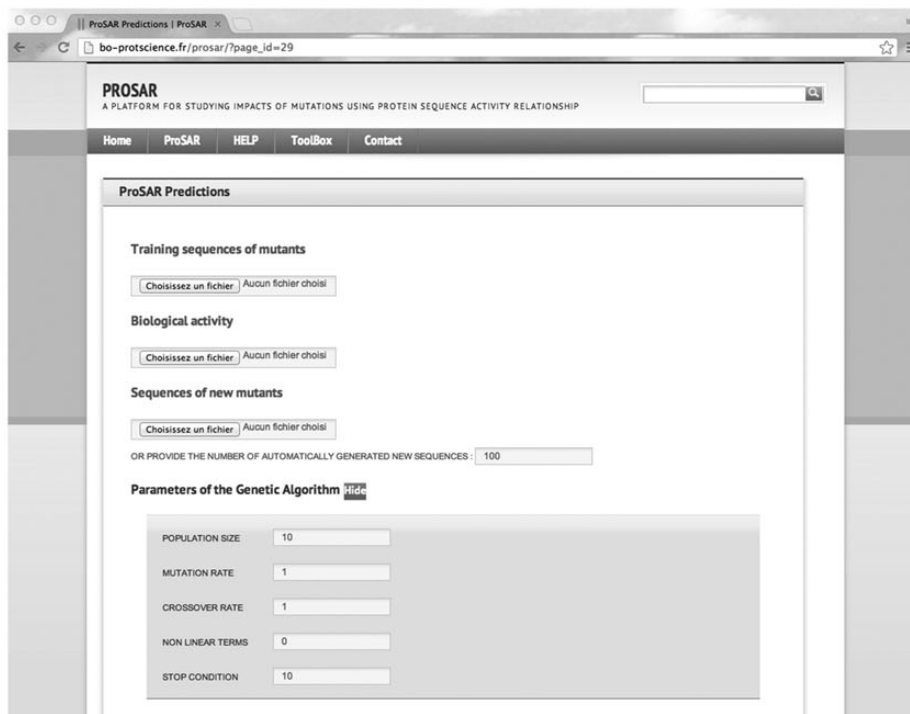 ProSAR Predictions | ProSAR ×
bo-protscience.fr/prosar/?page_id=29
PROSAR
A PLATFORM FOR STUDYING IMPACTS OF MUTATIONS USING PROTEIN SEQUENCE ACTIVITY RELATIONSHIP
Home ProSAR HELP ToolBox Contact
ProSAR Predictions
Training sequences of mutants
Choisissez un fichier Aucun fichier choisi
Biological activity
Choisissez un fichier Aucun fichier choisi
Sequences of new mutants
Choisissez un fichier Aucun fichier choisi
OR PROVIDE THE NUMBER OF AUTOMATICALLY GENERATED NEW SEQUENCES : 100
Parameters of the Genetic Algorithm Hide
POPULATION SIZE 10
MUTATION RATE 1
CROSSOVER RATE 1
NON LINEAR TERMS 0
STOP CONDITION 10